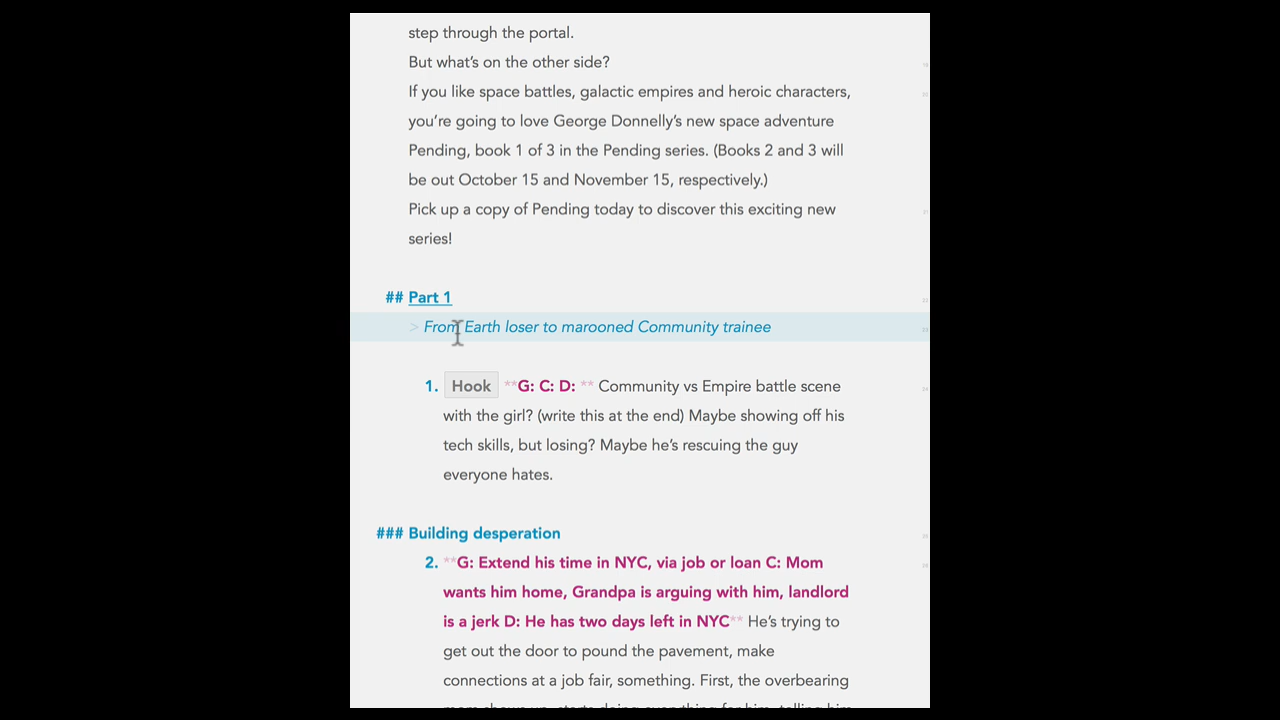 step through the portal.
But what's on the other side?
If you like space battles, galactic empires and heroic characters,
you're going to love George Donnelly's new space adventure
Pending, book 1 of 3 in the Pending series. (Books 2 and 3 will
be out October 15 and November 15, respectively.)
Pick up a copy of Pending today to discover this exciting new
series!
## Part 1
> From Earth loser to marooned Community trainee
1. Hook **G: C: D: ** Community vs Empire battle scene
with the girl? (write this at the end) Maybe showing off his
tech skills, but losing? Maybe he's rescuing the guy
everyone hates.
### Building desperation
2. **G: Extend his time in NYC, via job or loan C: Mom
wants him home, Grandpa is arguing with him, landlord
is a jerk D: He has two days left in NYC** He's trying to
get out the door to pound the pavement, make
connections at a job fair, something. First, the overbearing